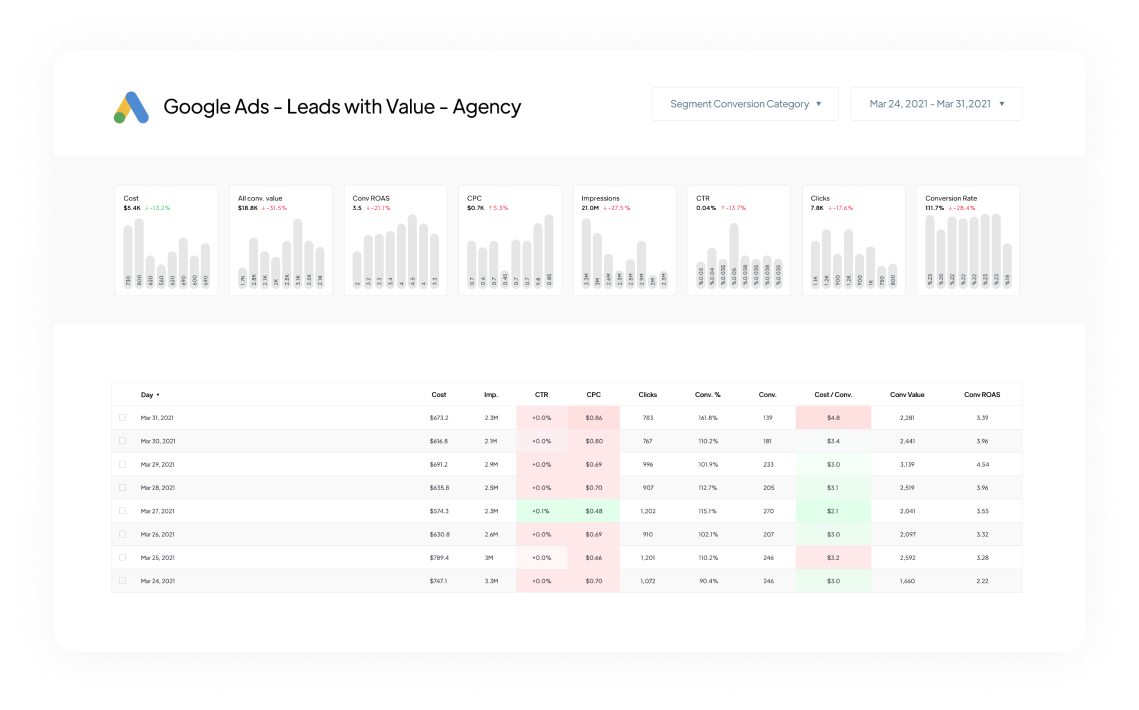 Google Ads - Leads with Value - Agency
Segment Conversion Category ▼
Mar 24, 2021 - Mar 31,2021 ▼
Cost
$5.4K ↓-13.2%
730 800 620 560 620 690 600 690
All conv. value
$18.8K ↓-31.5%
1.7K 2.8K 2.1K 2K 2.5K 3.1K 2.5K 2.1K
Conv ROAS
3.5 ↓-21.1%
2 3.2 3.3 3.4 4 4.5 4 3.3
CPC
$0.7K ↑5.3%
0.7 0.6 0.7 0.48 0.7 0.7 9.8 0.86
Impressions
21.0M ↓-27.5 %
3.3M 3M 2.6M 2.3M 2.5M 2.9M 2M 2.3M
CTR
0.04% ↑-13.7%
%0.03 %0.04 %0.035 %0.05 %0.038 %0.035 %0.038 %0.035
Clicks
7.8K ↓-17.6%
1.1K 1.2K 900 1.2K 900 1K 750 800
Conversion Rate
111.7% ↓-28.4%
%23 %20 %22 %22 %22 %23 %23 %16
Day Cost Imp. CTR CPC Clicks Conv. % Conv. Cost / Conv. Conv Value Conv ROAS
Mar 31, 2021 $673.2 2.3M +0.0% $0.86 783 161.8% 139 $4.8 2,281 3.39
Mar 30, 2021 $616.8 2.1M +0.0% $0.80 767 110.2% 181 $3.4 2,441 3.96
Mar 29, 2021 $691.2 2.9M +0.0% $0.69 996 101.9% 233 $3.0 3,139 4.54
Mar 28, 2021 $635.8 2.5M +0.0% $0.70 907 112.7% 205 $3.1 2,519 3.96
Mar 27, 2021 $574.3 2.3M +0.1% $0.48 1,202 115.1% 270 $2.1 2,041 3.55
Mar 26, 2021 $630.8 2.6M +0.0% $0.69 910 102.1% 207 $3.0 2,097 3.32
Mar 25, 2021 $789.4 3M +0.0% $0.66 1,201 110.2% 246 $3.2 2,592 3.28
Mar 24, 2021 $747.1 3.3M +0.0% $0.70 1,072 90.4% 246 $3.0 1,660 2.22